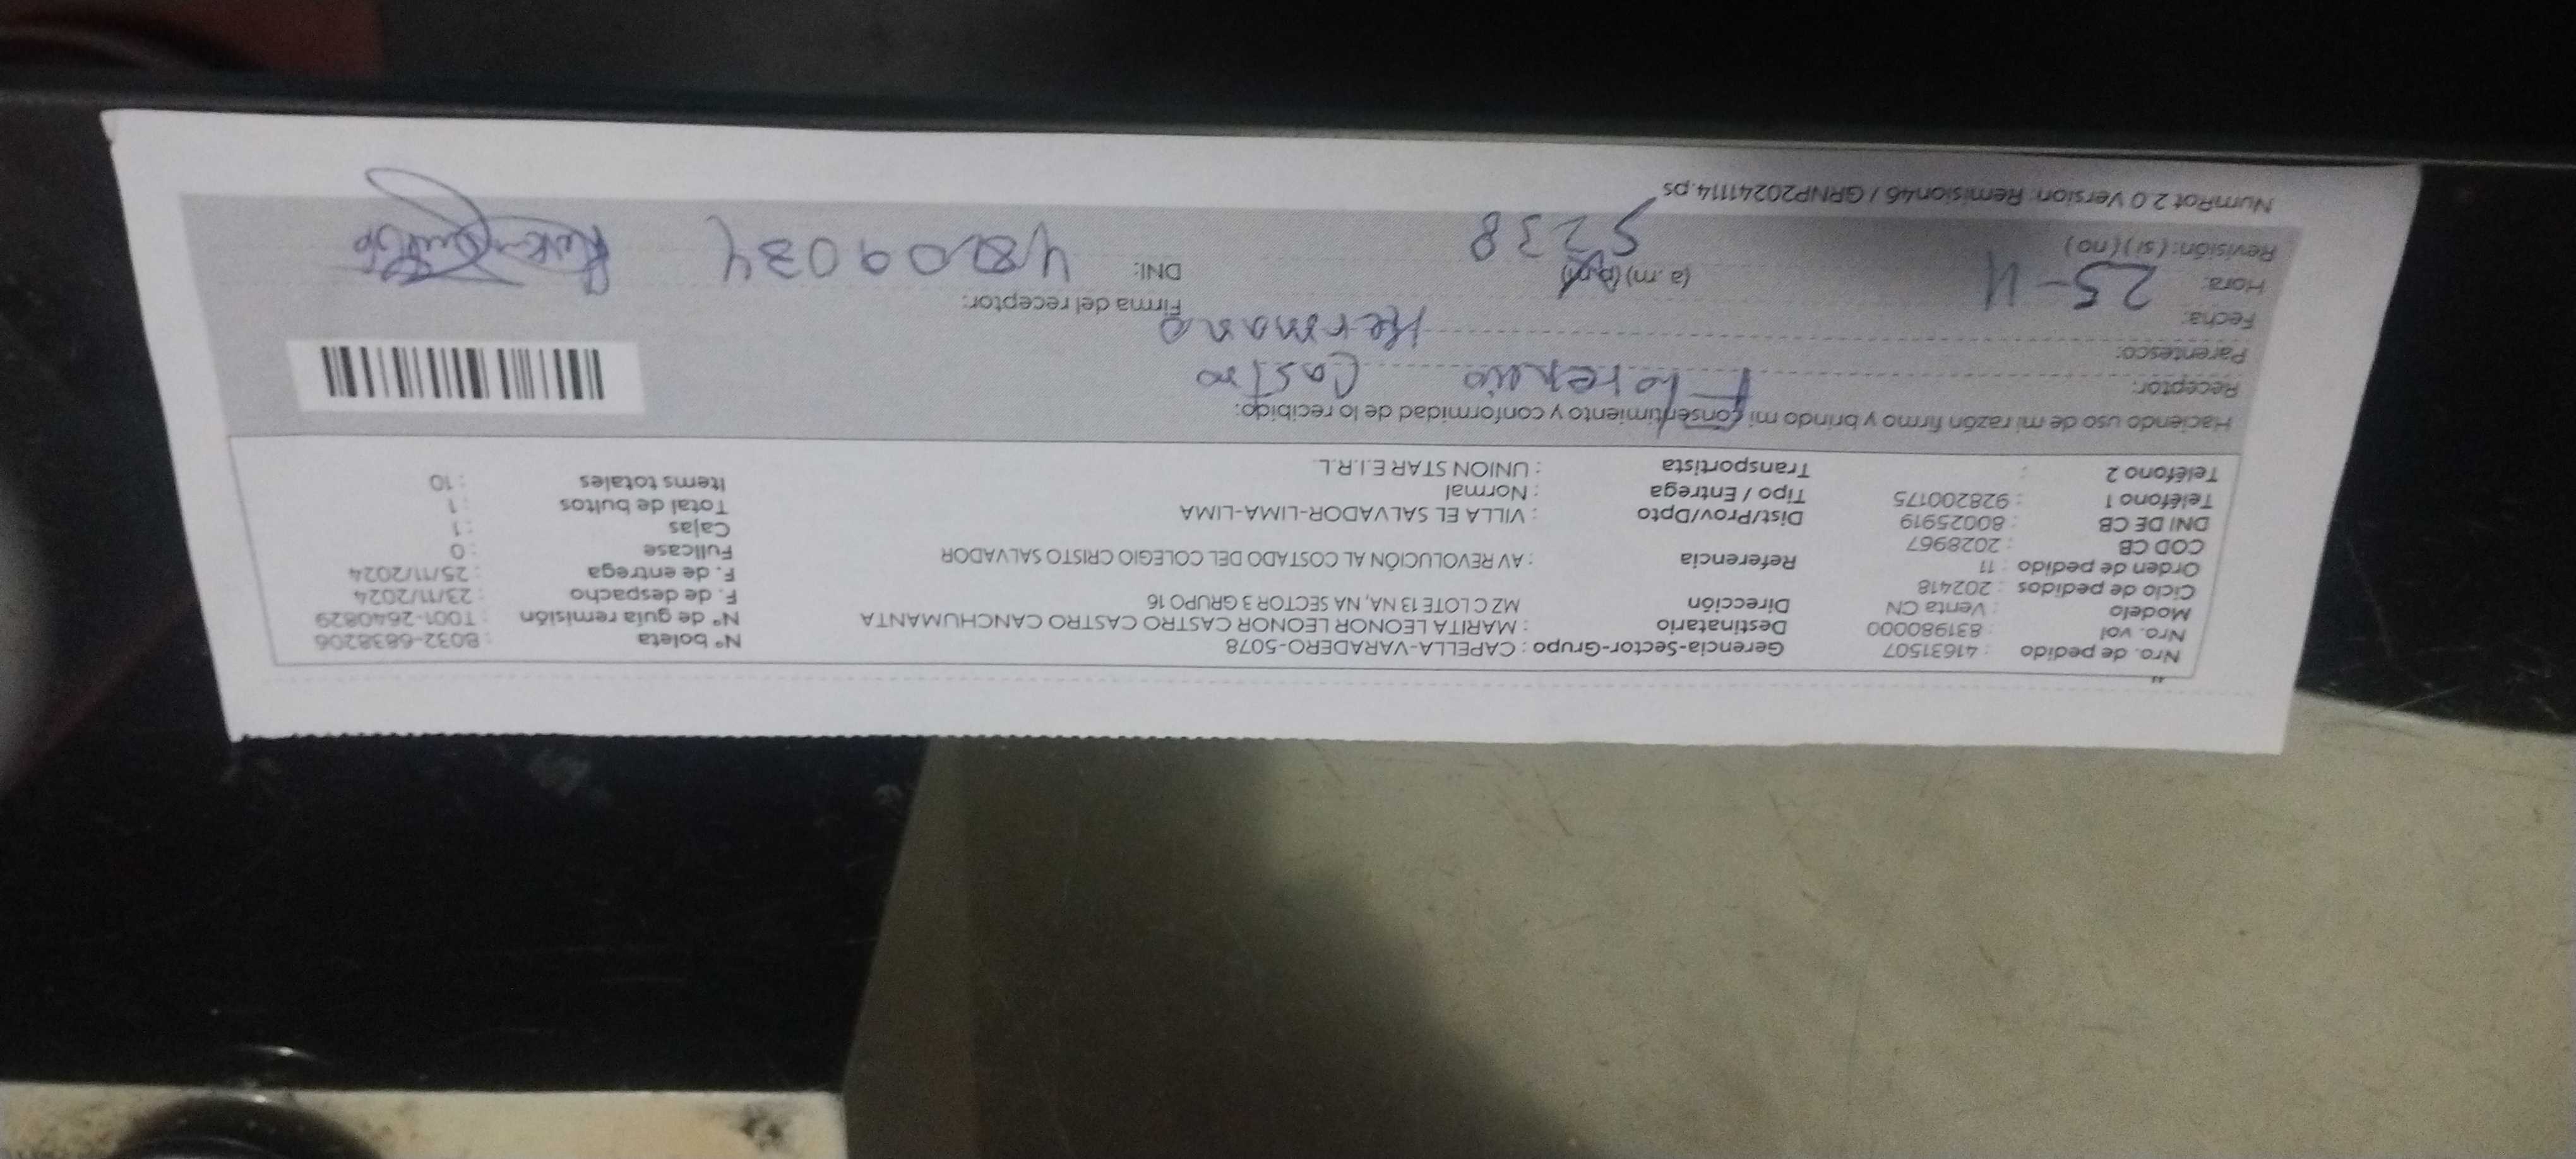 Nro. de pedido : 41631507 Gerencia-Sector-Grupo : CAPELLA-VARADERO-5078 N° boleta : B032-6838206
Nro. vol : 831980000 Destinatario : MARITA LEONOR LEONOR CASTRO CASTRO CANCHUMANTA N° de guía remisión : T001-2640829
Modelo : Venta CN Dirección MZ C LOTE 13 NA, NA SECTOR 3 GRUPO 16 F. de despacho : 23/11/2024
Ciclo de pedidos : 202418 F. de entrega : 25/11/2024
Orden de pedido : 11 Referencia : AV REVOLUCIÓN AL COSTADO DEL COLEGIO CRISTO SALVADOR Fullcase : 0
COD CB : 2028967 Cajas : 1
DNI DE CB : 80025919 Dist/Prov/Dpto : VILLA EL SALVADOR-LIMA-LIMA Total de bultos : 1
Teléfono 1 : 928200175 Tipo / Entrega : Normal Items totales : 10
Teléfono 2 : Transportista : UNION STAR E.I.R.L.
Haciendo uso de mi razón firmo y brindo mi consentimiento y conformidad de lo recibido:
Receptor: Florencio Castro
Parentesco: Hermano
Fecha: 25-11 Firma del receptor:
Hora: 5 238 (a.m) (p.m) DNI: 48209034
Revisión: ( si ) ( no )
NumRot 2.0 Version: Remision46 / GRNP20241114.ps